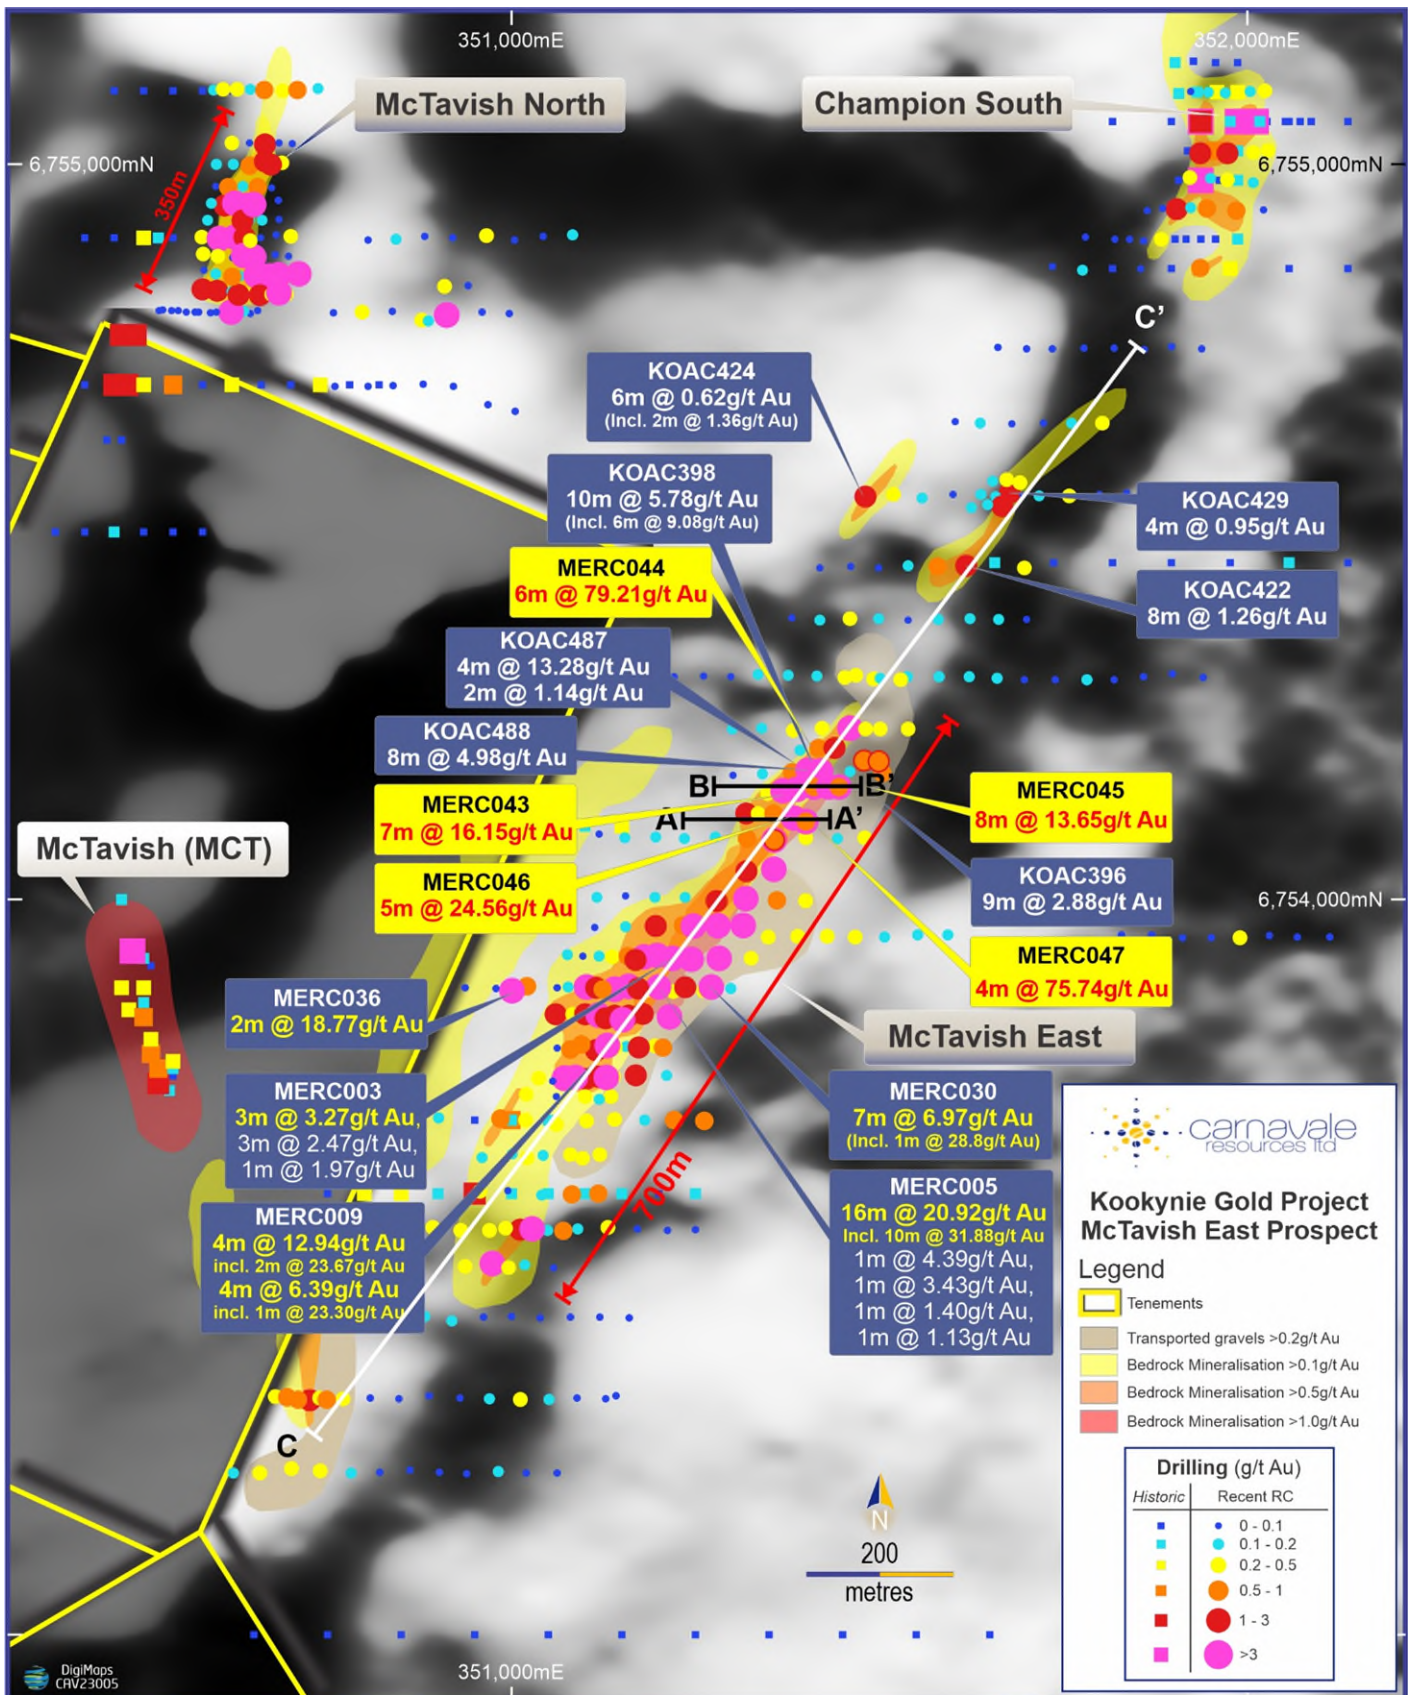 351,000mE
352,000mE
McTavish North
Champion South
6,755,000mN
6,755,000mN
350m
C'
KOAC424
6m @ 0.62g/t Au
(Incl. 2m @ 1.36g/t Au)
KOAC398
10m @ 5.78g/t Au
(Incl. 6m @ 9.08g/t Au)
KOAC429
4m @ 0.95g/t Au
MERC044
6m @ 79.21g/t Au
KOAC422
8m @ 1.26g/t Au
KOAC487
4m @ 13.28g/t Au
2m @ 1.14g/t Au
KOAC488
8m @ 4.98g/t Au
B
B'
MERC043
7m @ 16.15g/t Au
MERC045
8m @ 13.65g/t Au
A
A'
McTavish (MCT)
MERC046
5m @ 24.56g/t Au
KOAC396
9m @ 2.88g/t Au
6,754,000mN
MERC047
4m @ 75.74g/t Au
MERC036
2m @ 18.77g/t Au
McTavish East
MERC003
3m @ 3.27g/t Au,
3m @ 2.47g/t Au,
1m @ 1.97g/t Au
MERC030
7m @ 6.97g/t Au
(Incl. 1m @ 28.8g/t Au)
700m
MERC009
4m @ 12.94g/t Au
incl. 2m @ 23.67g/t Au
4m @ 6.39g/t Au
incl. 1m @ 23.30g/t Au
MERC005
16m @ 20.92g/t Au
Incl. 10m @ 31.88g/t Au
1m @ 4.39g/t Au,
1m @ 3.43g/t Au,
1m @ 1.40g/t Au,
1m @ 1.13g/t Au
C
carnavale
resources ltd
Kookynie Gold Project
McTavish East Prospect
Legend
Tenements
Transported gravels >0.2g/t Au
Bedrock Mineralisation >0.1g/t Au
Bedrock Mineralisation >0.5g/t Au
Bedrock Mineralisation >1.0g/t Au
Drilling (g/t Au)
Historic Recent RC
0 - 0.1
0.1 - 0.2
0.2 - 0.5
0.5 - 1
1 - 3
>3
N
200
metres
351,000mE
DigiMaps
CAV23005